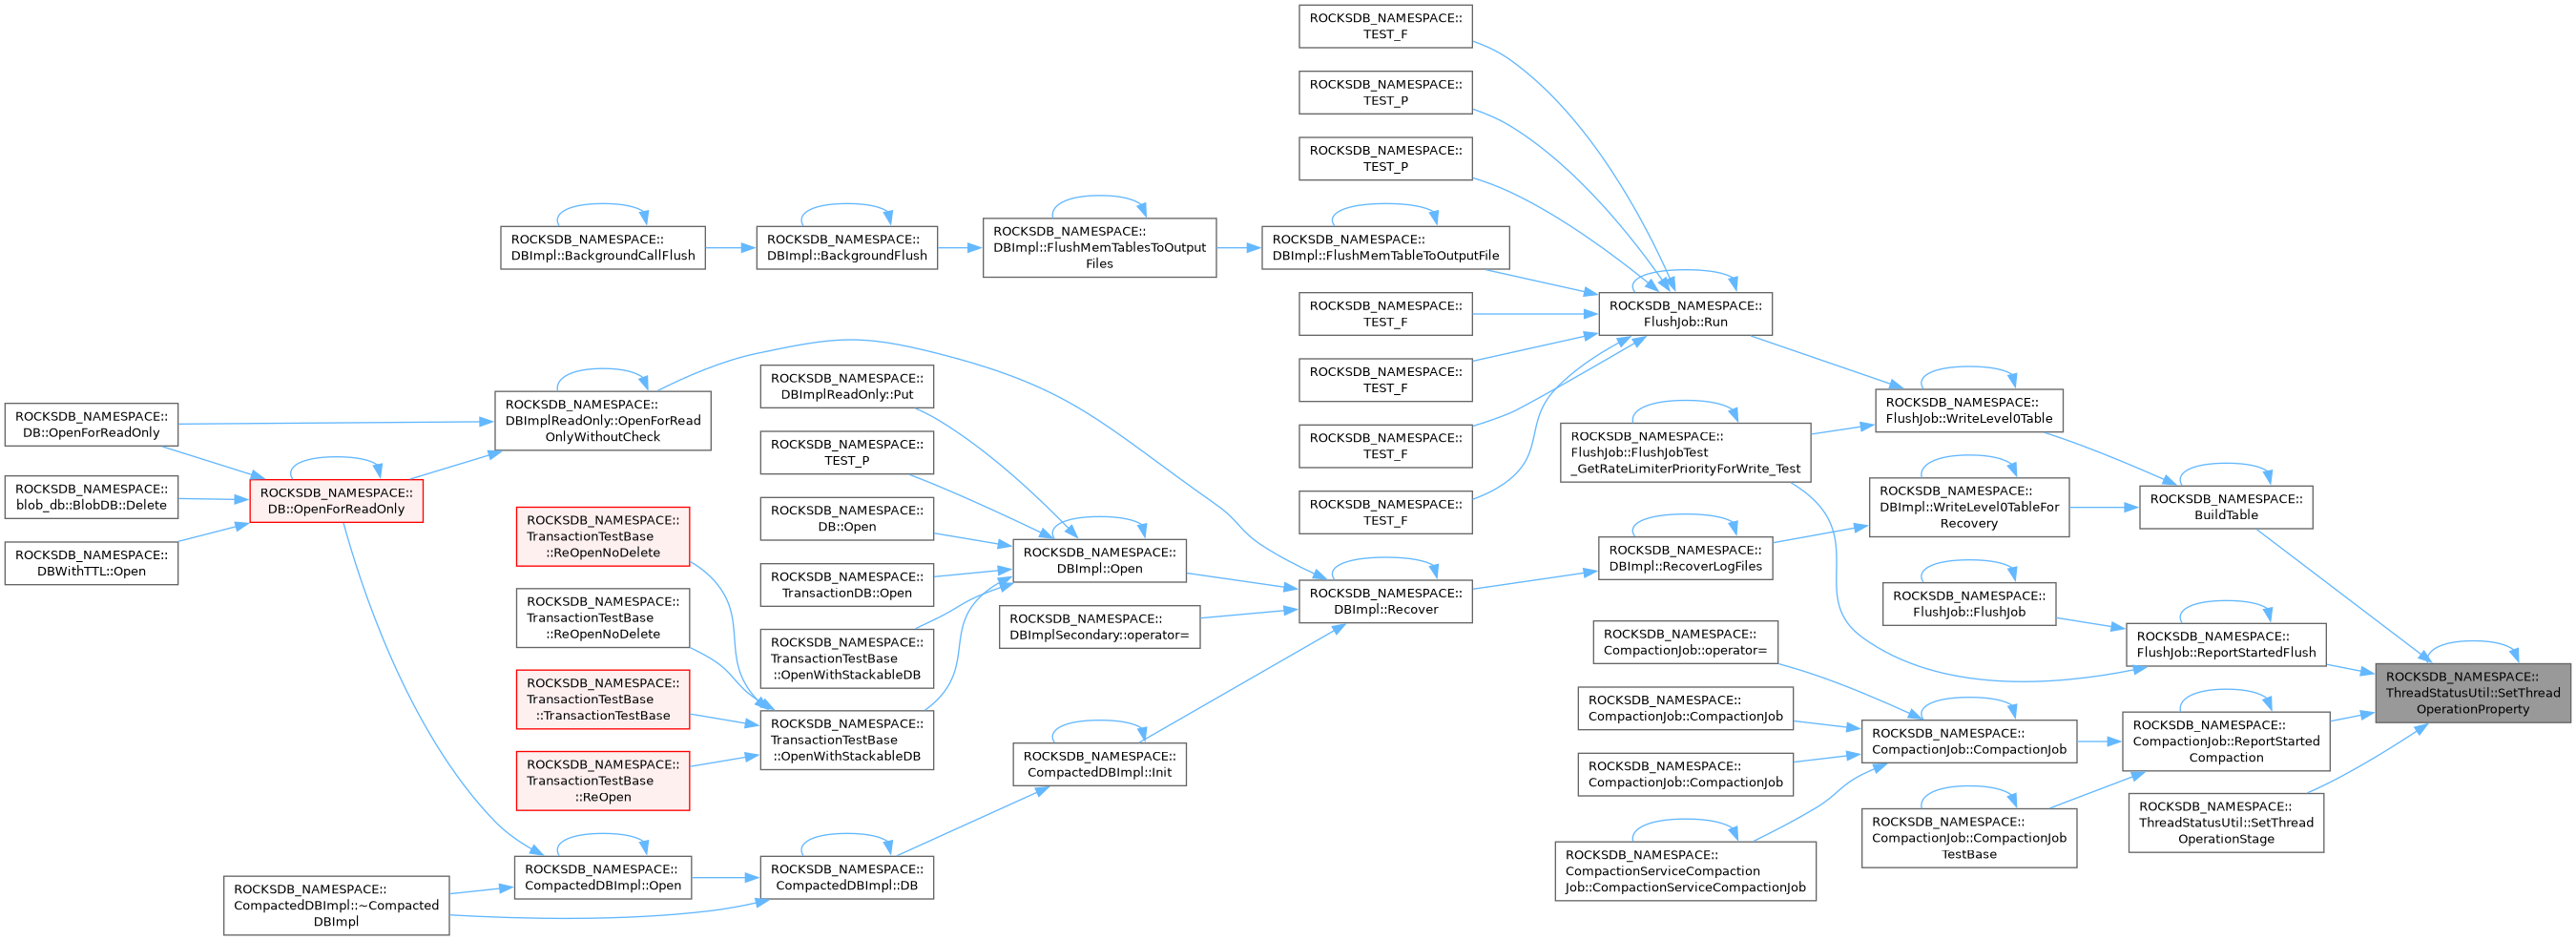 ROCKSDB_NAMESPACE::
TEST_F
ROCKSDB_NAMESPACE::
TEST_P
ROCKSDB_NAMESPACE::
TEST_P
ROCKSDB_NAMESPACE::
DBImpl::BackgroundCallFlush
ROCKSDB_NAMESPACE::
DBImpl::BackgroundFlush
ROCKSDB_NAMESPACE::
DBImpl::FlushMemTablesToOutput
Files
ROCKSDB_NAMESPACE::
DBImpl::FlushMemTableToOutputFile
ROCKSDB_NAMESPACE::
FlushJob::Run
ROCKSDB_NAMESPACE::
TEST_F
ROCKSDB_NAMESPACE::
TEST_F
ROCKSDB_NAMESPACE::
TEST_F
ROCKSDB_NAMESPACE::
TEST_F
ROCKSDB_NAMESPACE::
DB::OpenForReadOnly
ROCKSDB_NAMESPACE::
blob_db::BlobDB::Delete
ROCKSDB_NAMESPACE::
DBWithTTL::Open
ROCKSDB_NAMESPACE::
DB::OpenForReadOnly
ROCKSDB_NAMESPACE::
DBImplReadOnly::OpenForRead
OnlyWithoutCheck
ROCKSDB_NAMESPACE::
TransactionTestBase
::ReOpenNoDelete
ROCKSDB_NAMESPACE::
TransactionTestBase
::ReOpenNoDelete
ROCKSDB_NAMESPACE::
TransactionTestBase
::TransactionTestBase
ROCKSDB_NAMESPACE::
TransactionTestBase
::ReOpen
ROCKSDB_NAMESPACE::
DBImplReadOnly::Put
ROCKSDB_NAMESPACE::
TEST_P
ROCKSDB_NAMESPACE::
DB::Open
ROCKSDB_NAMESPACE::
TransactionDB::Open
ROCKSDB_NAMESPACE::
TransactionTestBase
::OpenWithStackableDB
ROCKSDB_NAMESPACE::
TransactionTestBase
::OpenWithStackableDB
ROCKSDB_NAMESPACE::
DBImpl::Open
ROCKSDB_NAMESPACE::
DBImplSecondary::operator=
ROCKSDB_NAMESPACE::
CompactedDBImpl::Init
ROCKSDB_NAMESPACE::
DBImpl::Recover
ROCKSDB_NAMESPACE::
CompactedDBImpl::~Compacted
DBImpl
ROCKSDB_NAMESPACE::
CompactedDBImpl::Open
ROCKSDB_NAMESPACE::
CompactedDBImpl::DB
ROCKSDB_NAMESPACE::
FlushJob::FlushJobTest
_GetRateLimiterPriorityForWrite_Test
ROCKSDB_NAMESPACE::
DBImpl::RecoverLogFiles
ROCKSDB_NAMESPACE::
CompactionJob::operator=
ROCKSDB_NAMESPACE::
CompactionJob::CompactionJob
ROCKSDB_NAMESPACE::
CompactionJob::CompactionJob
ROCKSDB_NAMESPACE::
CompactionServiceCompaction
Job::CompactionServiceCompactionJob
ROCKSDB_NAMESPACE::
FlushJob::WriteLevel0Table
ROCKSDB_NAMESPACE::
DBImpl::WriteLevel0TableFor
Recovery
ROCKSDB_NAMESPACE::
FlushJob::FlushJob
ROCKSDB_NAMESPACE::
CompactionJob::CompactionJob
ROCKSDB_NAMESPACE::
CompactionJob::CompactionJob
TestBase
ROCKSDB_NAMESPACE::
BuildTable
ROCKSDB_NAMESPACE::
FlushJob::ReportStartedFlush
ROCKSDB_NAMESPACE::
CompactionJob::ReportStarted
Compaction
ROCKSDB_NAMESPACE::
ThreadStatusUtil::SetThread
OperationStage
ROCKSDB_NAMESPACE::
ThreadStatusUtil::SetThread
OperationProperty